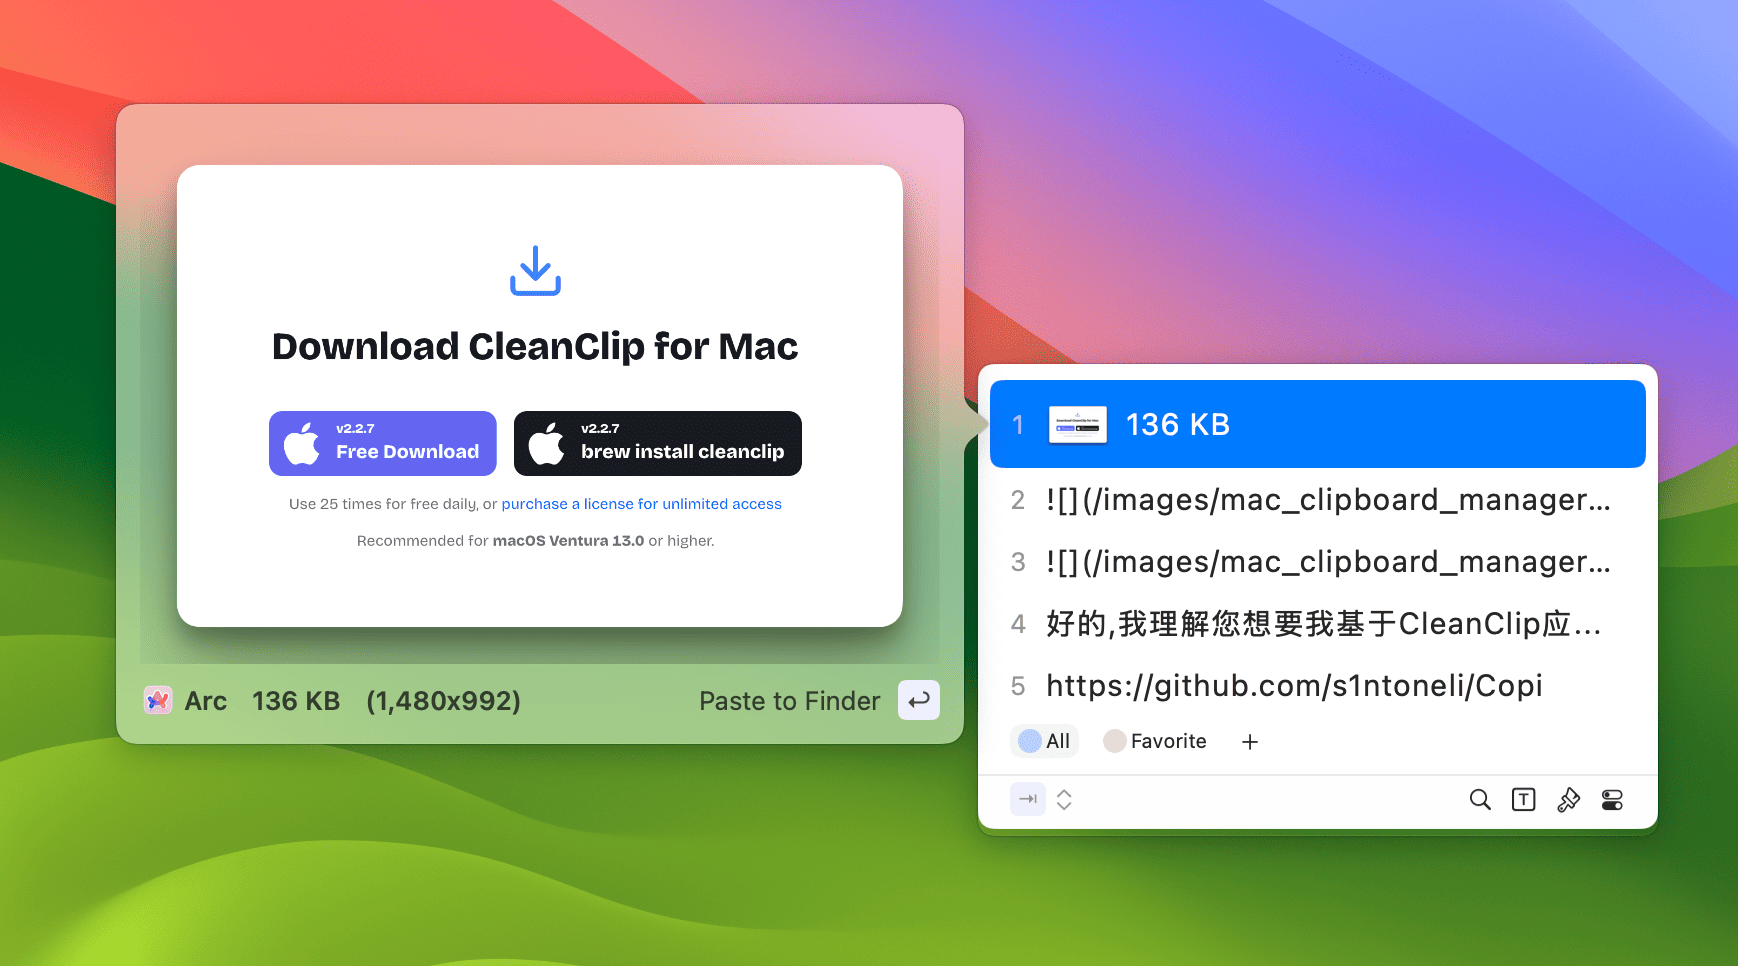 Download CleanClip for Mac
v2.2.7
Free Download
v2.2.7
brew install cleanclip
Use 25 times for free daily, or purchase a license for unlimited access
Recommended for macOS Ventura 13.0 or higher.
Arc 136 KB (1,480x992)
Paste to Finder
1 136 KB
2 ![](/images/mac_clipboard_manager...
3 ![](/images/mac_clipboard_manager...
4 好的,我理解您想要我基于CleanClip应...
5 https://github.com/s1ntoneli/Copi
All Favorite +
T